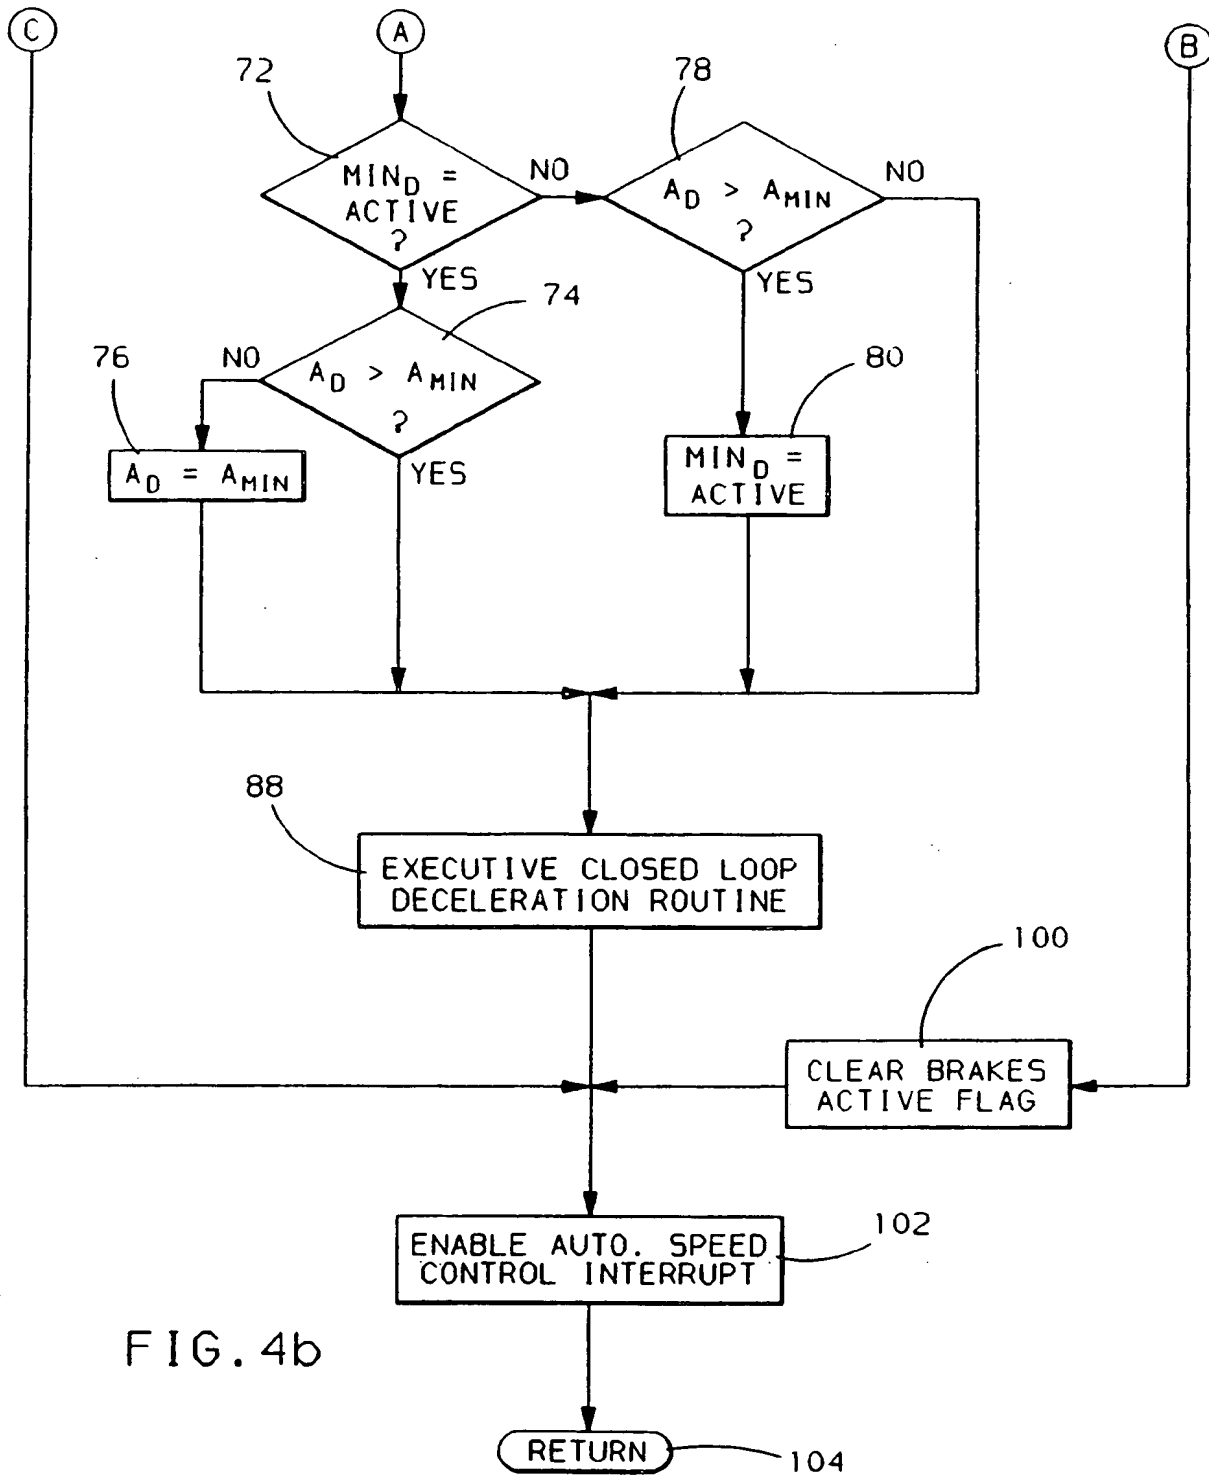 C
A
B
72
78
MIND =
ACTIVE
?
NO
AD > AMIN
?
NO
YES
YES
74
76
NO
AD > AMIN
?
80
AD = AMIN
YES
MIND =
ACTIVE
88
EXECUTIVE CLOSED LOOP
DECELERATION ROUTINE
100
CLEAR BRAKES
ACTIVE FLAG
ENABLE AUTO. SPEED
CONTROL INTERRUPT
102
FIG. 4b
RETURN
104